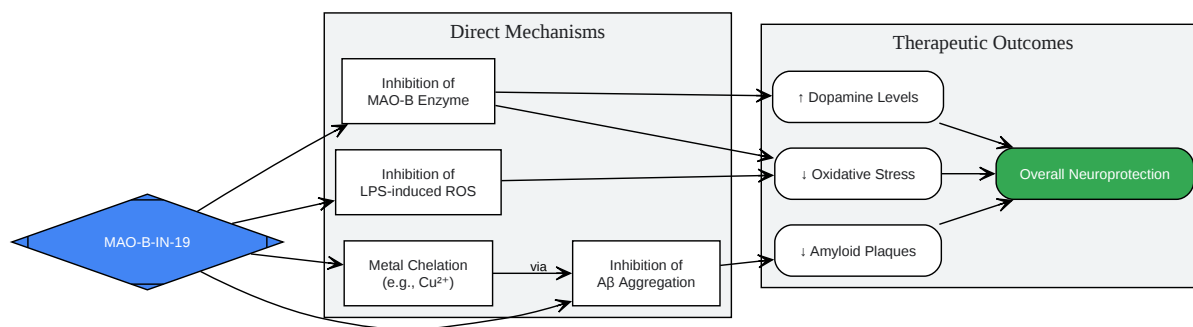 Direct Mechanisms
Therapeutic Outcomes
Inhibition of
MAO-B Enzyme
↑ Dopamine Levels
Inhibition of
LPS-induced ROS
↓ Oxidative Stress
Overall Neuroprotection
MAO-B-IN-19
Metal Chelation
(e.g., Cu²⁺)
via
Inhibition of
Aβ Aggregation
↓ Amyloid Plaques